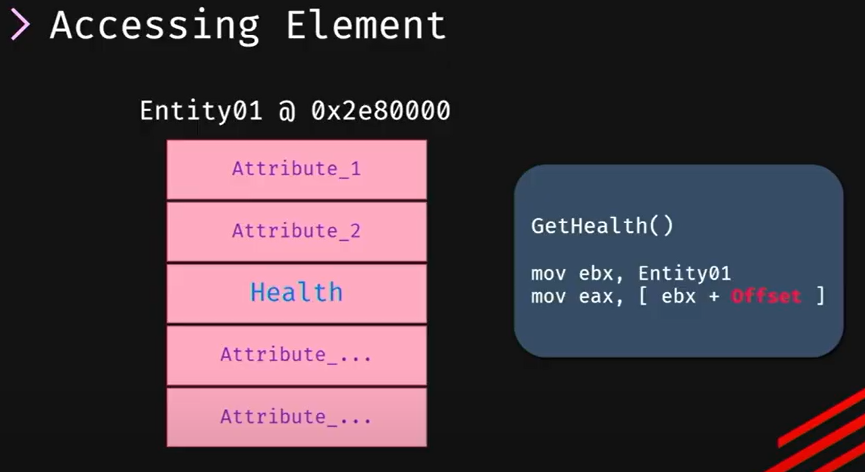 > Accessing Element
Entity01 @ 0x2e80000
Attribute_1
Attribute_2
Health
Attribute_...
Attribute_...
GetHealth()
mov ebx, Entity01
mov eax, [ ebx + Offset ]